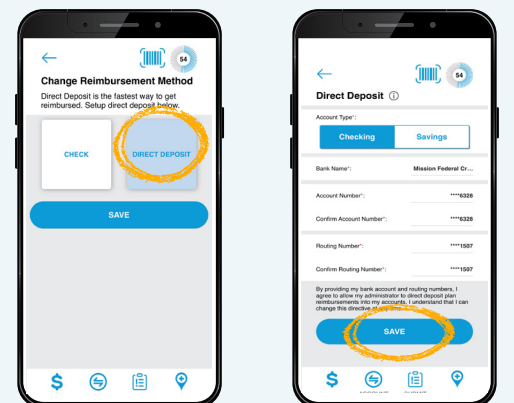 54
Change Reimbursement Method
Direct Deposit is the fastest way to get
reimbursed. Setup direct deposit below.
CHECK
DIRECT DEPOSIT
SAVE
$
54
Direct Deposit
Account Type*:
Checking
Savings
Bank Name*:
Mission Federal Cr...
Account Number*:
****6328
Confirm Account Number*:
****6328
Routing Number*:
****1507
Confirm Routing Number*:
****1507
By providing my bank account and routing numbers, I
agree to allow my administrator to direct deposit plan
reimbursements into my accounts. I understand that I can
change this directive at any time.
SAVE
$